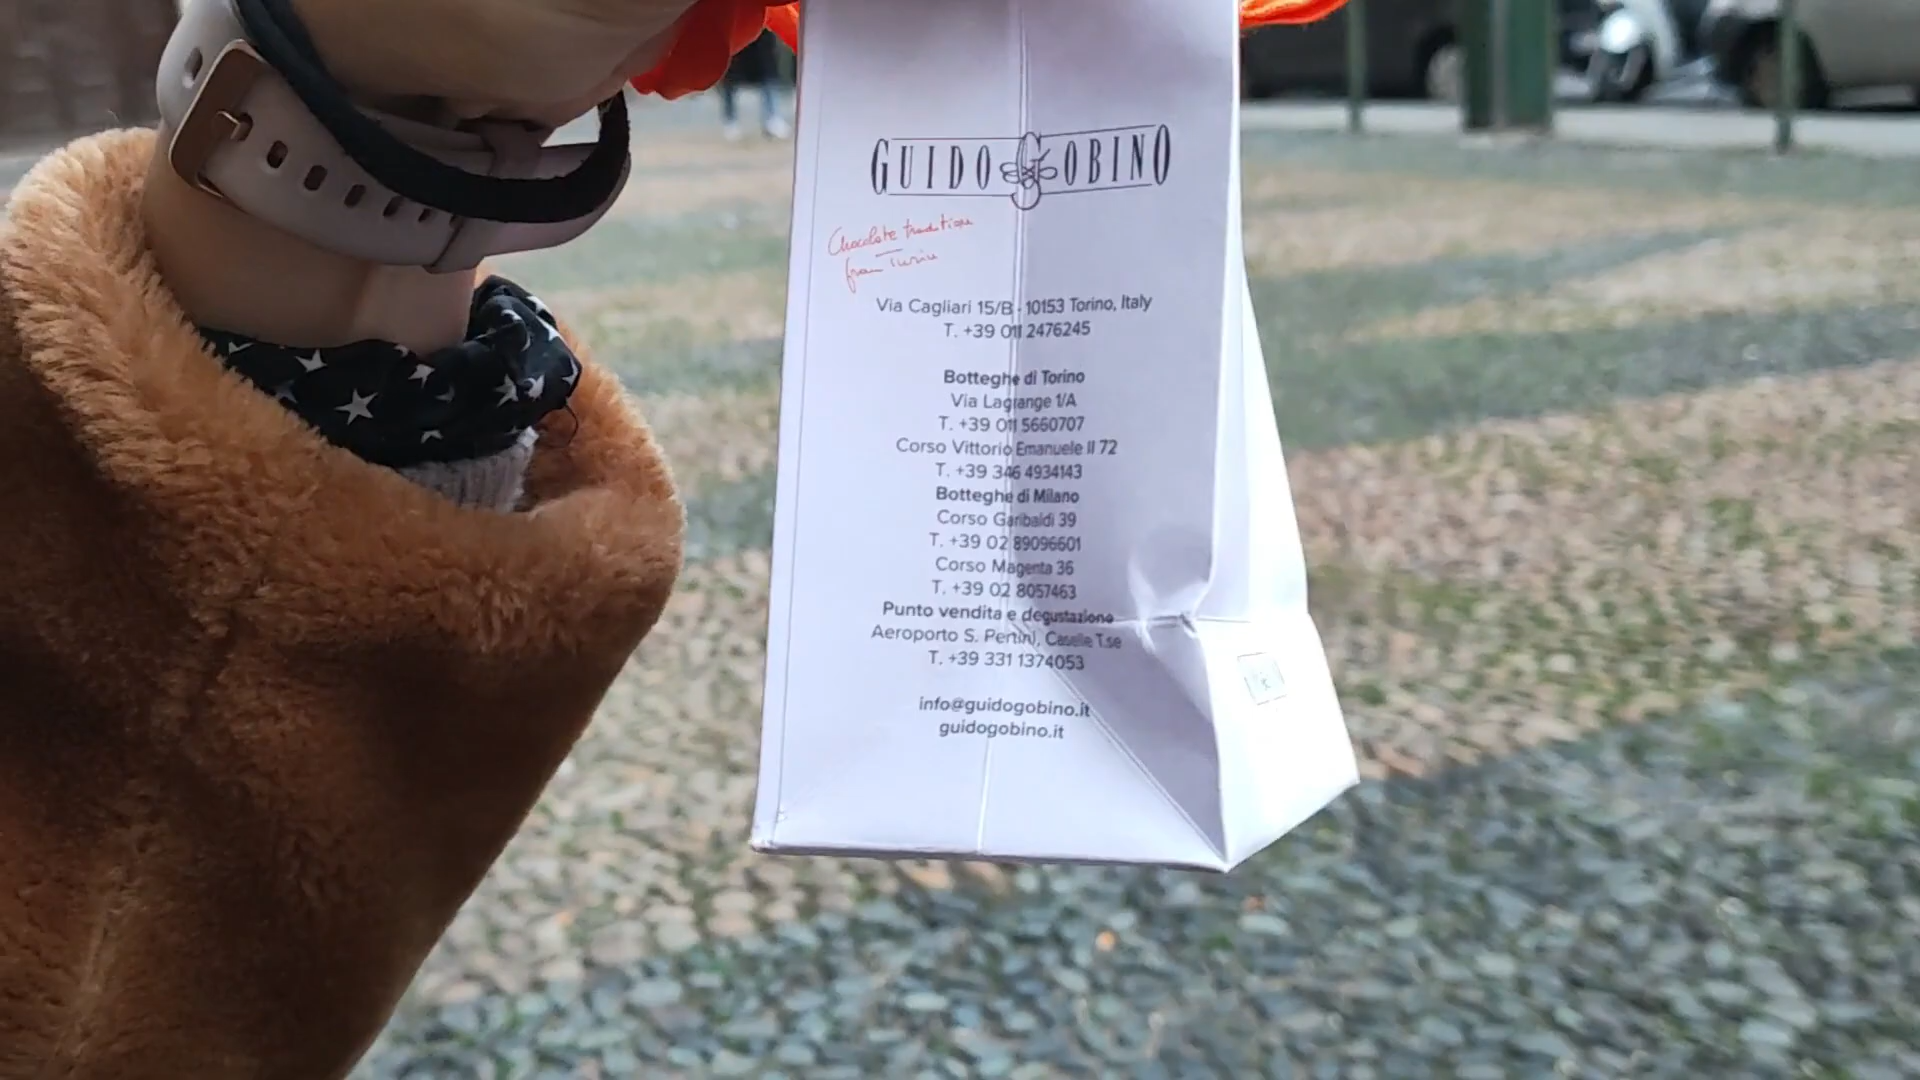 GUIDO GOBINO
Chocolate tradition
from Turin
Via Cagliari 15/B - 10153 Torino, Italy
T. +39 011 2476245
Botteghe di Torino
Via Lagrange 1/A
T. +39 011 5660707
Corso Vittorio Emanuele II 72
T. +39 346 4934143
Botteghe di Milano
Corso Garibaldi 39
T. +39 02 89096601
Corso Magenta 36
T. +39 02 8057463
Punto vendita e degustazione
Aeroporto S. Pertini, Caselle T.se
T. +39 331 1374053
info@guidogobino.it
guidogobino.it